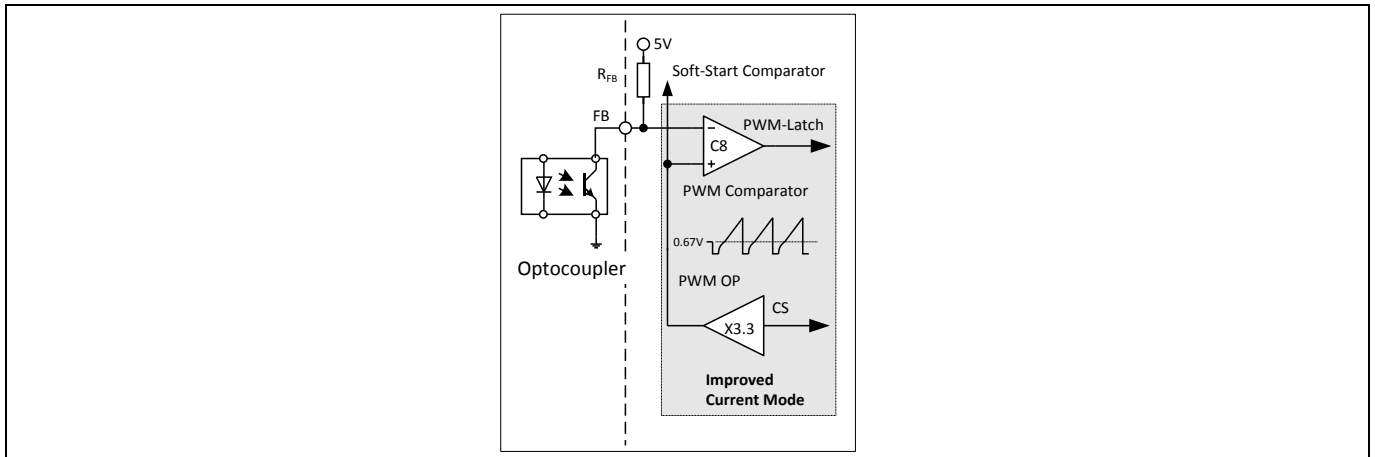 5V
R_FB
Soft-Start Comparator
FB
PWM-Latch
−
C8
+
PWM Comparator
0.67V
Optocoupler
PWM OP
CS
X3.3
Improved
Current Mode